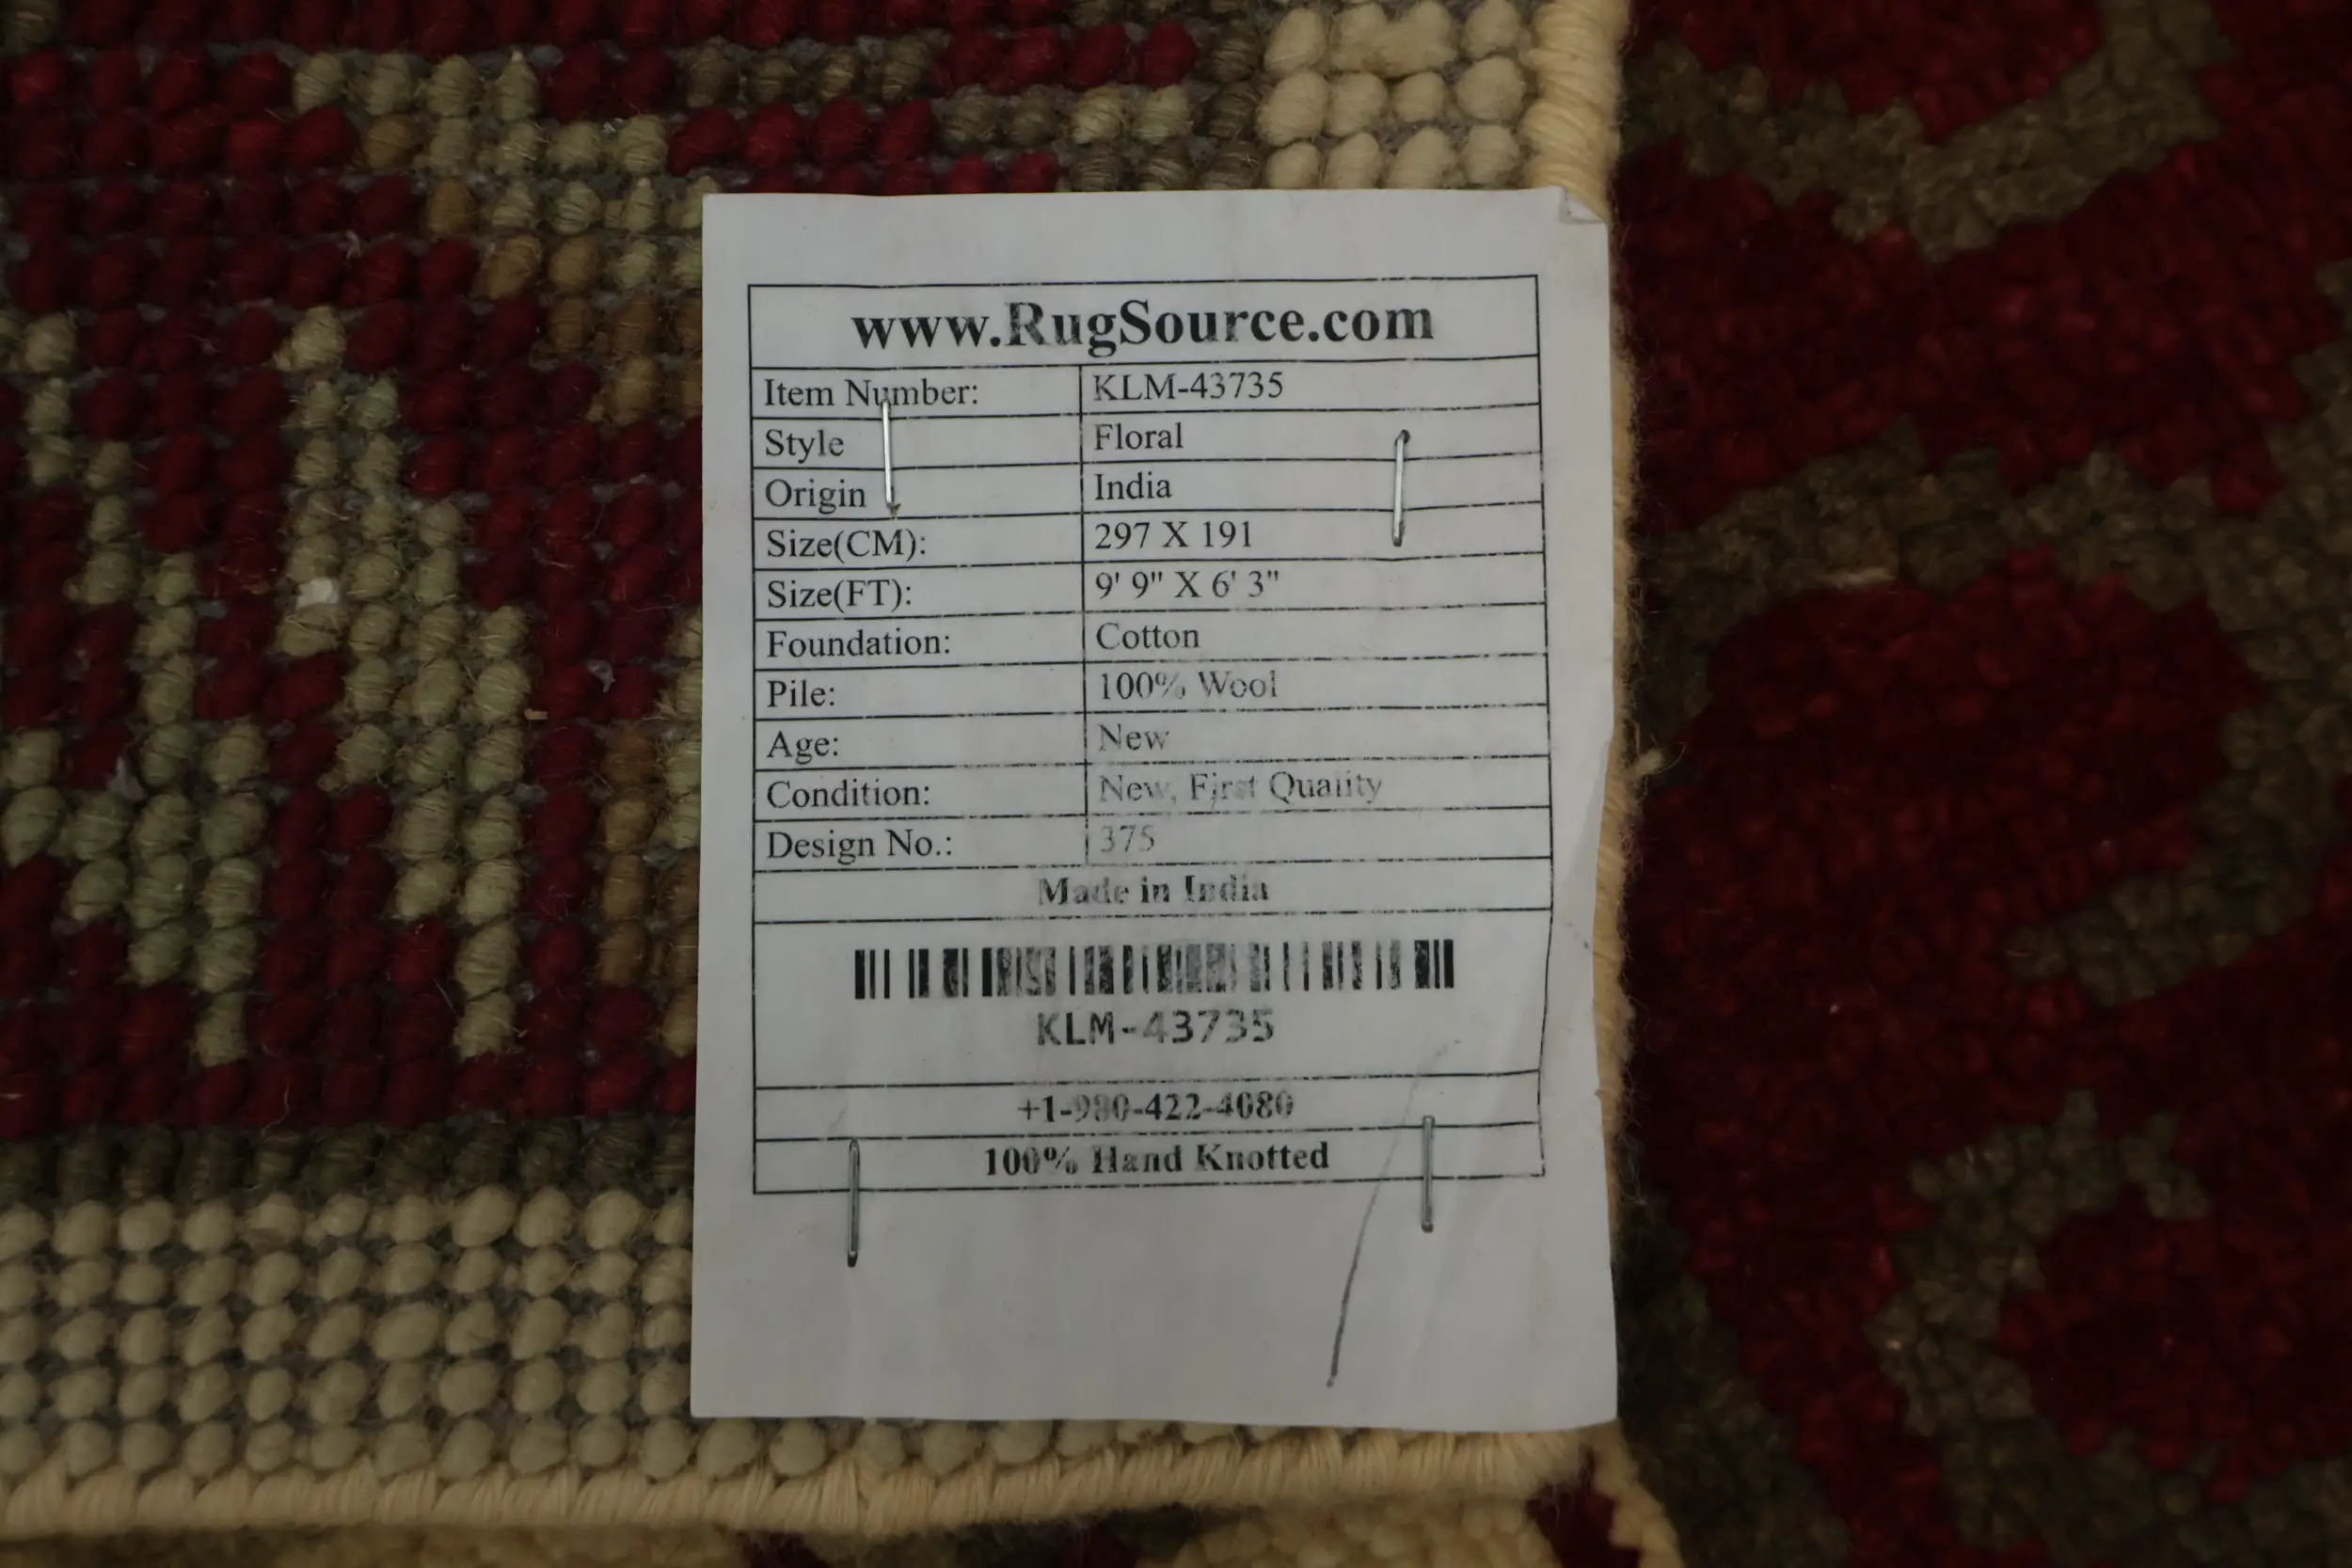 www.RugSource.com
Item Number: KLM-43735
Style Floral
Origin India
Size(CM): 297 X 191
Size(FT): 9' 9" X 6' 3"
Foundation: Cotton
Pile: 100% Wool
Age: New
Condition: New, First Quality
Design No.: 375
Made in India
KLM-43735
+1-980-422-4080
100% Hand Knotted